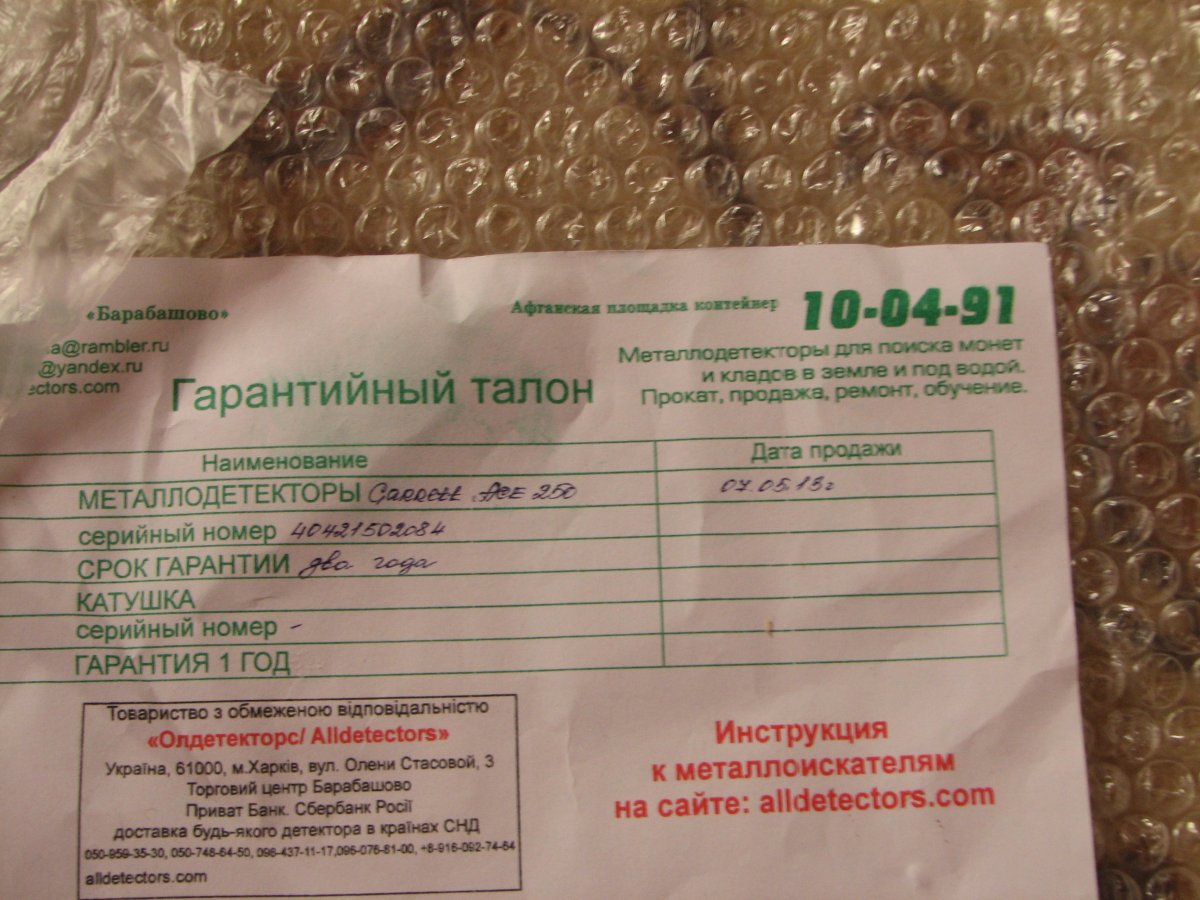 «Барабашово»
Афганская площадка контейнер 10-04-91
a@rambler.ru
@yandex.ru
ectors.com
Металлодетекторы для поиска монет
и кладов в земле и под водой.
Прокат, продажа, ремонт, обучение.
Гарантийный талон
Наименование Дата продажи
МЕТАЛЛОДЕТЕКТОРЫ Garrett ACE 250 07.05.13г
серийный номер 40421502084
СРОК ГАРАНТИИ два года
КАТУШКА
серийный номер -
ГАРАНТИЯ 1 ГОД
Товариство з обмеженою відповідальністю
«Олдетекторс/ Alldetectors»
Україна, 61000, м.Харків, вул. Олени Стасової, 3
Торговий центр Барабашово
Приват Банк. Сбербанк Росії
доставка будь-якого детектора в країнах СНД
050-959-35-30, 050-748-64-50, 096-437-11-17,096-076-81-00, +8-916-092-74-64
alldetectors.com
Инструкция
к металлоискателям
на сайте: alldetectors.com